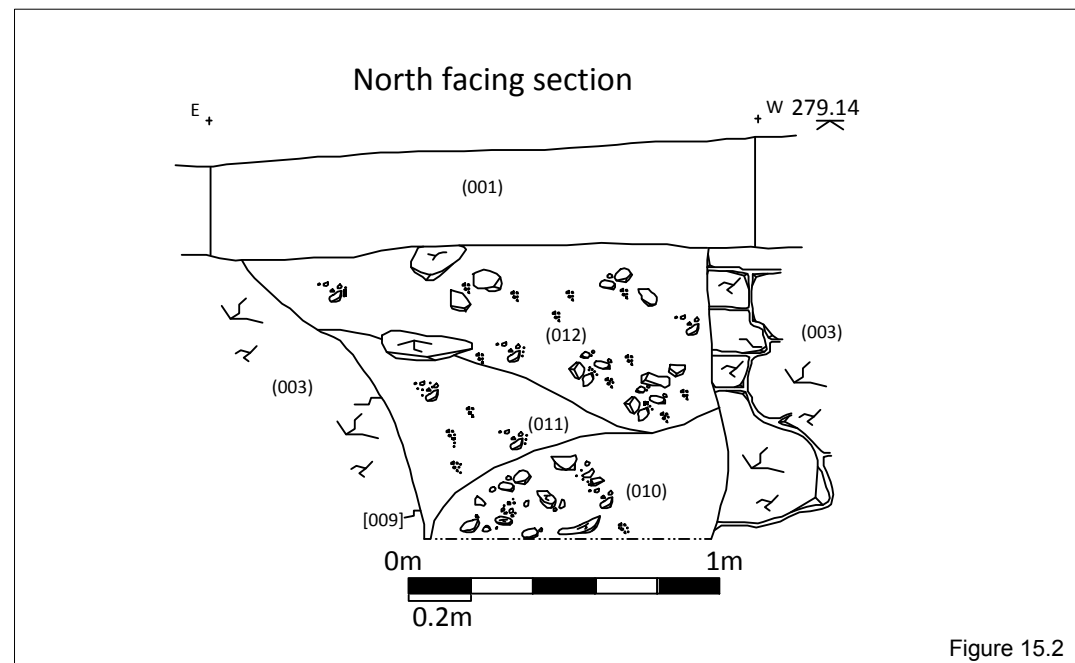 North facing section
E
W 279.14
(001)
(012)
(003)
(003)
(011)
(010)
[009]
0m
1m
0.2m
Figure 15.2